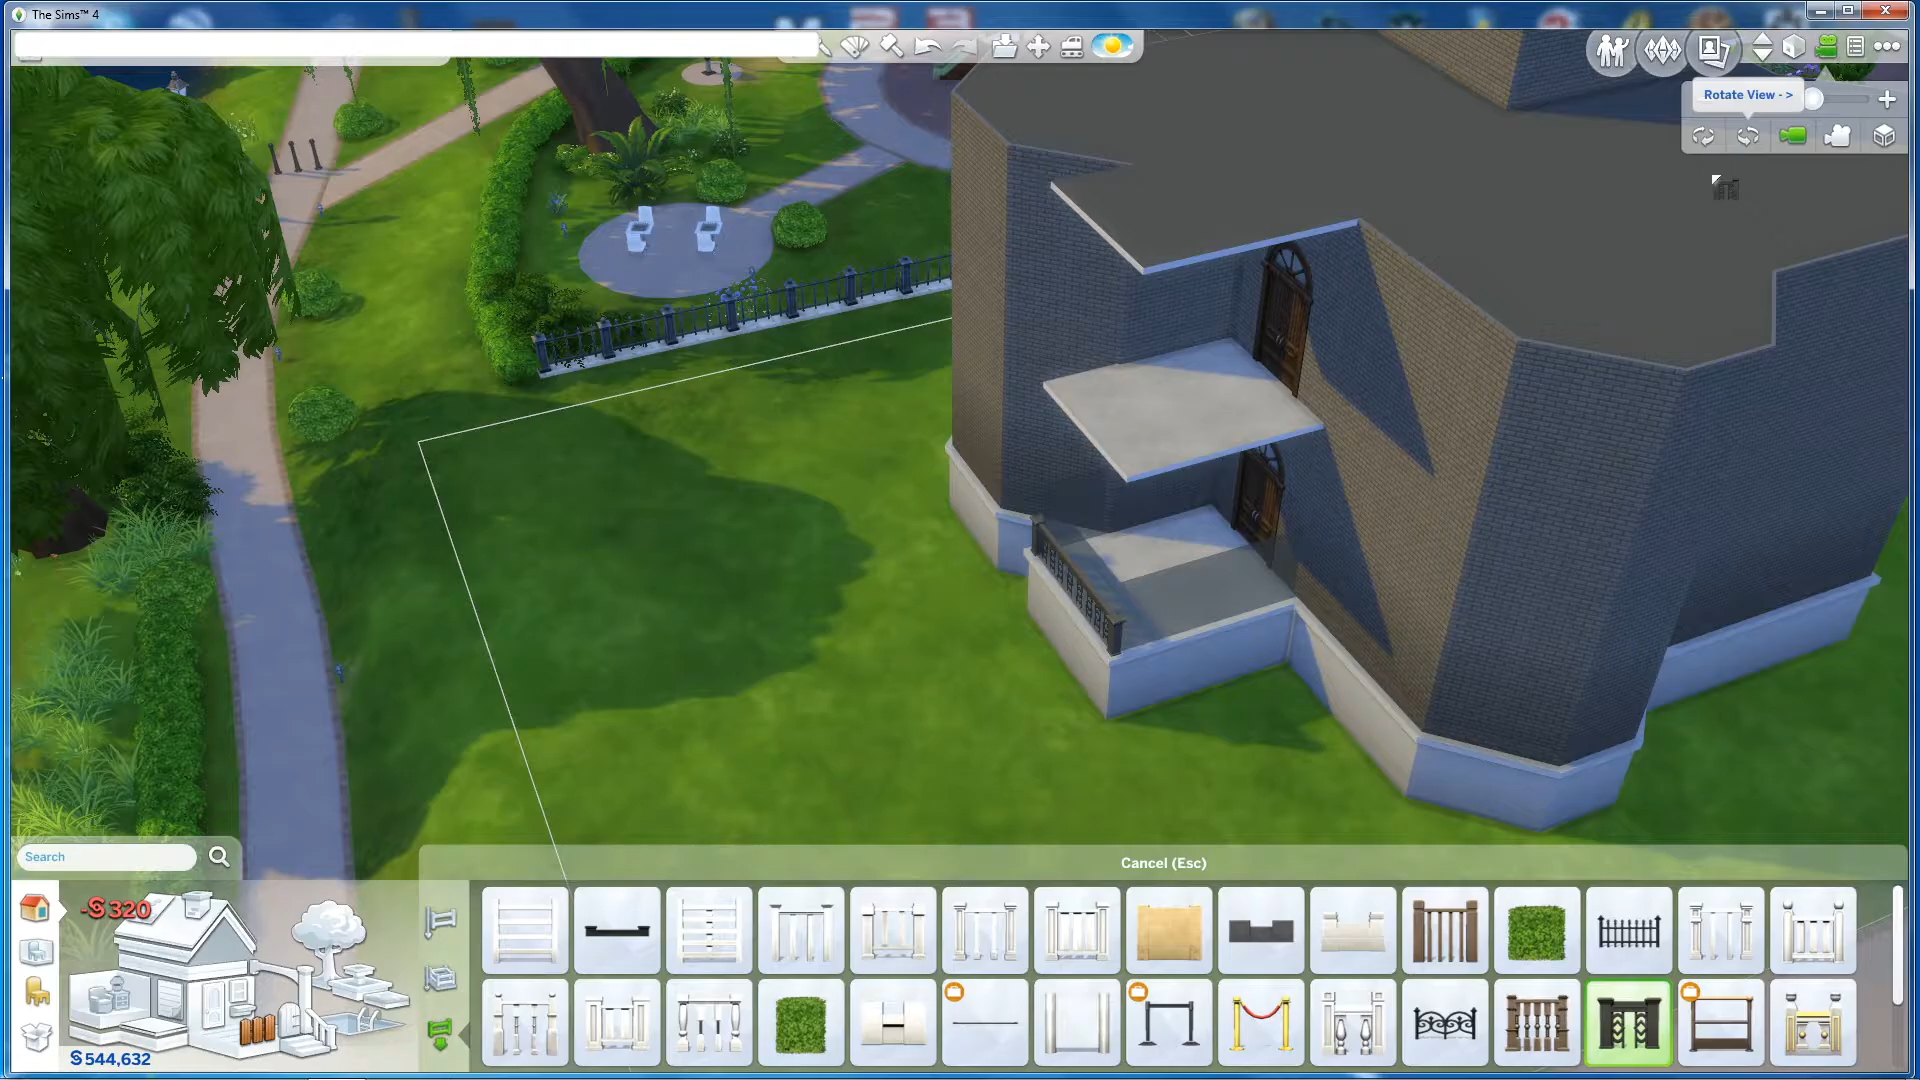 The Sims™ 4
Rotate View - >
Search
Cancel (Esc)
-§320
§544,632